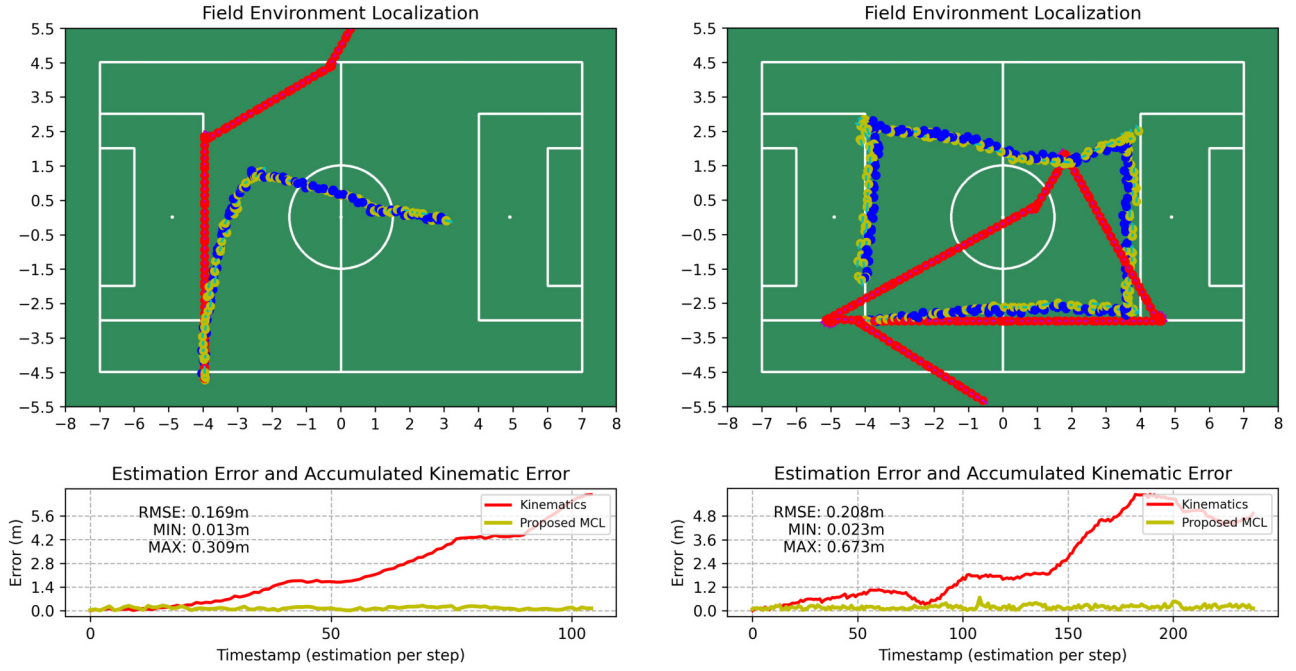 Field Environment Localization
5.5
4.5
3.5
2.5
1.5
0.5
−0.5
−1.5
−2.5
−3.5
−4.5
−5.5
−8 −7 −6 −5 −4 −3 −2 −1 0 1 2 3 4 5 6 7 8
Estimation Error and Accumulated Kinematic Error
Error (m)
5.6
4.2
2.8
1.4
0.0
RMSE: 0.169m
MIN: 0.013m
MAX: 0.309m
Kinematics
Proposed MCL
0 50 100
Timestamp (estimation per step)
Field Environment Localization
5.5
4.5
3.5
2.5
1.5
0.5
−0.5
−1.5
−2.5
−3.5
−4.5
−5.5
−8 −7 −6 −5 −4 −3 −2 −1 0 1 2 3 4 5 6 7 8
Estimation Error and Accumulated Kinematic Error
Error (m)
4.8
3.6
2.4
1.2
0.0
RMSE: 0.208m
MIN: 0.023m
MAX: 0.673m
Kinematics
Proposed MCL
0 50 100 150 200
Timestamp (estimation per step)